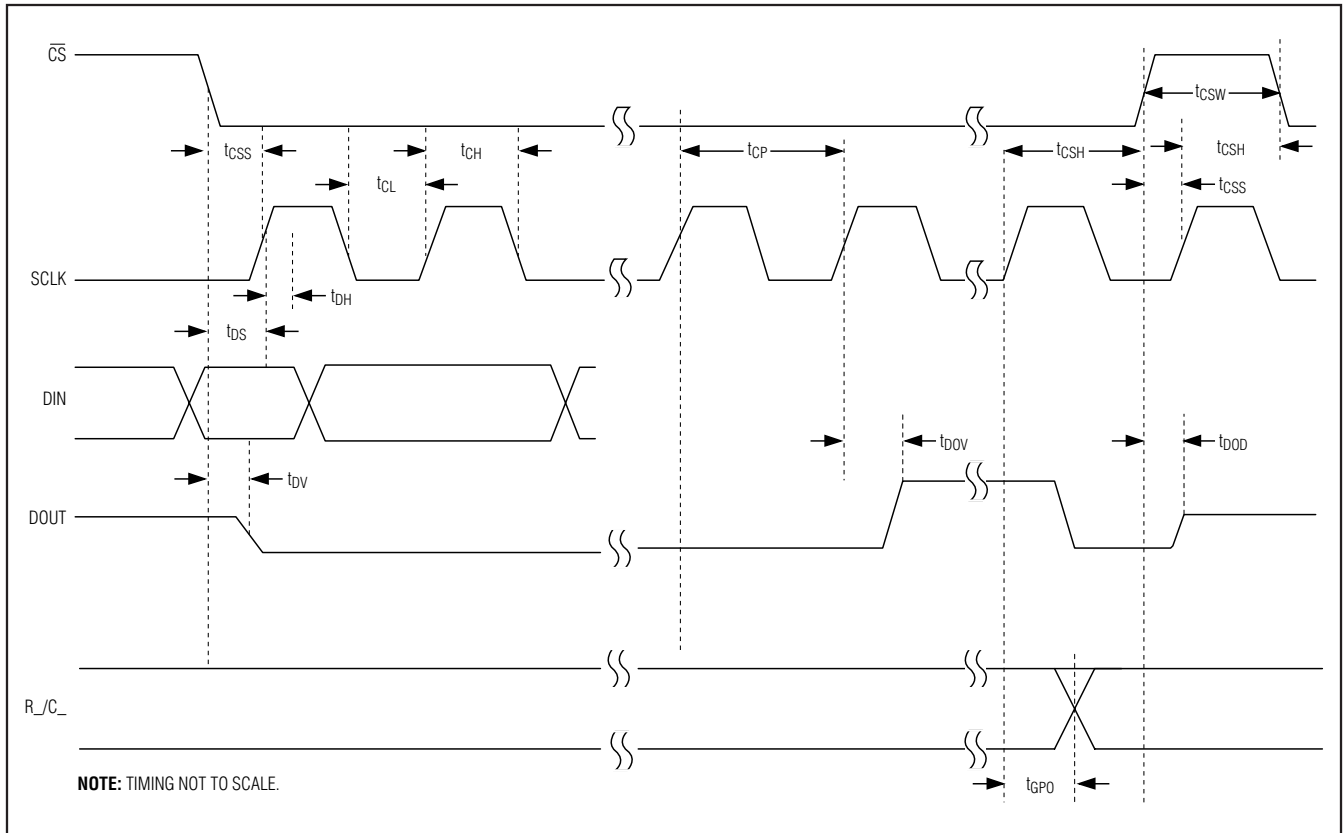 CS
tCSW
tCSS
tCH
tCP
tCSH
tCSH
tCL
tCSS
SCLK
tDH
tDS
DIN
tDOV
tDOD
tDV
DOUT
R_/C_
NOTE: TIMING NOT TO SCALE.
tGPO